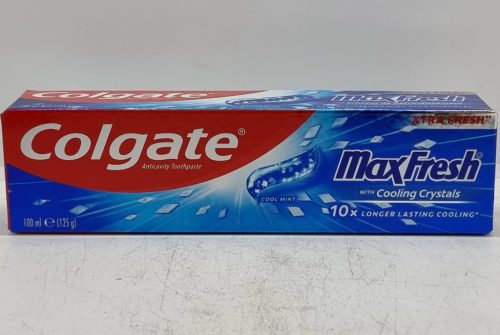 Colgate®
MaxFresh
XTRA FRESH
Colgate®
Anticavity Toothpaste
MaxFresh®
WITH Cooling Crystals
COOL MINT
10x LONGER LASTING COOLING*
100 ml ℮ (125 g)